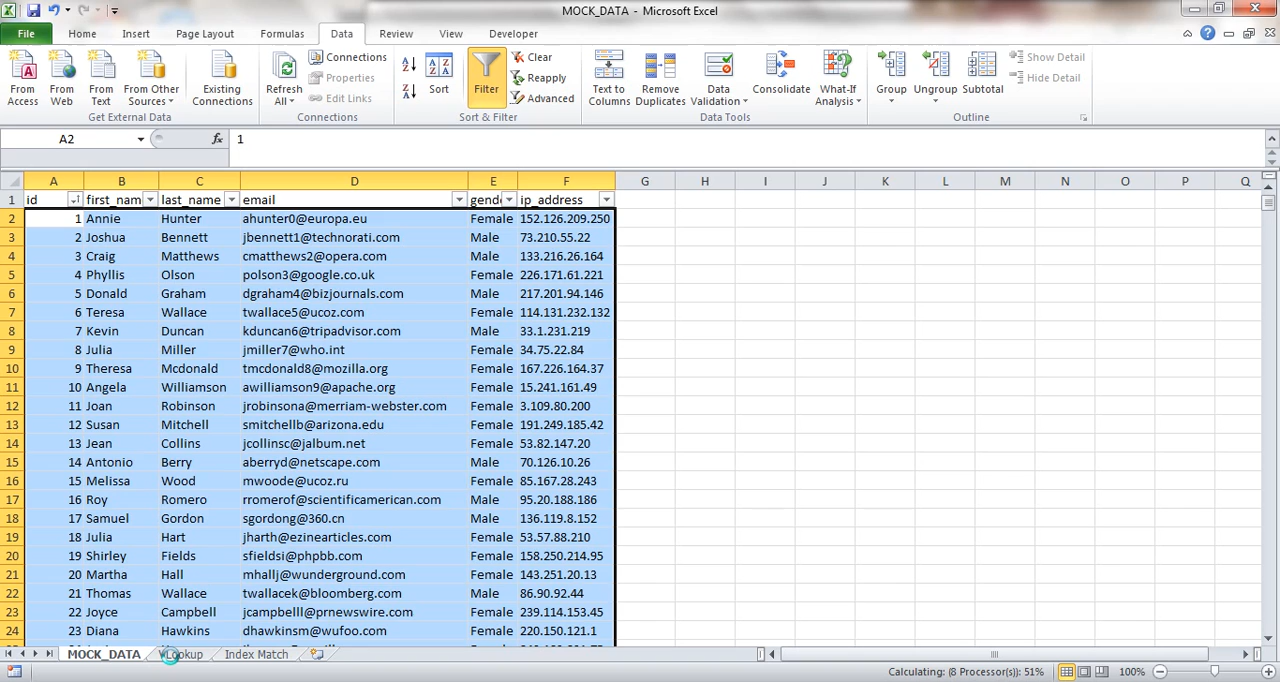 MOCK_DATA - Microsoft Excel
File Home Insert Page Layout Formulas Data Review View Developer
From Access
From Web
From Text
From Other Sources
Existing Connections
Get External Data
Refresh All
Connections
Properties
Edit Links
Connections
Sort
Filter
Clear
Reapply
Advanced
Sort & Filter
Text to Columns
Remove Duplicates
Data Validation
Consolidate
What-If Analysis
Data Tools
Group
Ungroup
Subtotal
Show Detail
Hide Detail
Outline
A2 fx 1
A B C D E F G H I J K L M N O P Q
1 id first_nam last_name email gende ip_address
2 1 Annie Hunter ahunter0@europa.eu Female 152.126.209.250
3 2 Joshua Bennett jbennett1@technorati.com Male 73.210.55.22
4 3 Craig Matthews cmatthews2@opera.com Male 133.216.26.164
5 4 Phyllis Olson polson3@google.co.uk Female 226.171.61.221
6 5 Donald Graham dgraham4@bizjournals.com Male 217.201.94.146
7 6 Teresa Wallace twallace5@ucoz.com Female 114.131.232.132
8 7 Kevin Duncan kduncan6@tripadvisor.com Male 33.1.231.219
9 8 Julia Miller jmiller7@who.int Female 34.75.22.84
10 9 Theresa Mcdonald tmcdonald8@mozilla.org Female 167.226.164.37
11 10 Angela Williamson awilliamson9@apache.org Female 15.241.161.49
12 11 Joan Robinson jrobinsona@merriam-webster.com Female 3.109.80.200
13 12 Susan Mitchell smitchellb@arizona.edu Female 191.249.185.42
14 13 Jean Collins jcollinsc@jalbum.net Female 53.82.147.20
15 14 Antonio Berry aberryd@netscape.com Male 70.126.10.26
16 15 Melissa Wood mwoode@ucoz.ru Female 85.167.28.243
17 16 Roy Romero rromerof@scientificamerican.com Male 95.20.188.186
18 17 Samuel Gordon sgordong@360.cn Male 136.119.8.152
19 18 Julia Hart jharth@ezinearticles.com Female 53.57.88.210
20 19 Shirley Fields sfieldsi@phpbb.com Female 158.250.214.95
21 20 Martha Hall mhallj@wunderground.com Female 143.251.20.13
22 21 Thomas Wallace twallacek@bloomberg.com Male 86.90.92.44
23 22 Joyce Campbell jcampbelll@prnewswire.com Female 239.114.153.45
24 23 Diana Hawkins dhawkinsm@wufoo.com Female 220.150.121.1
MOCK_DATA VLookup Index Match
Calculating: (8 Processor(s)): 51% 100%